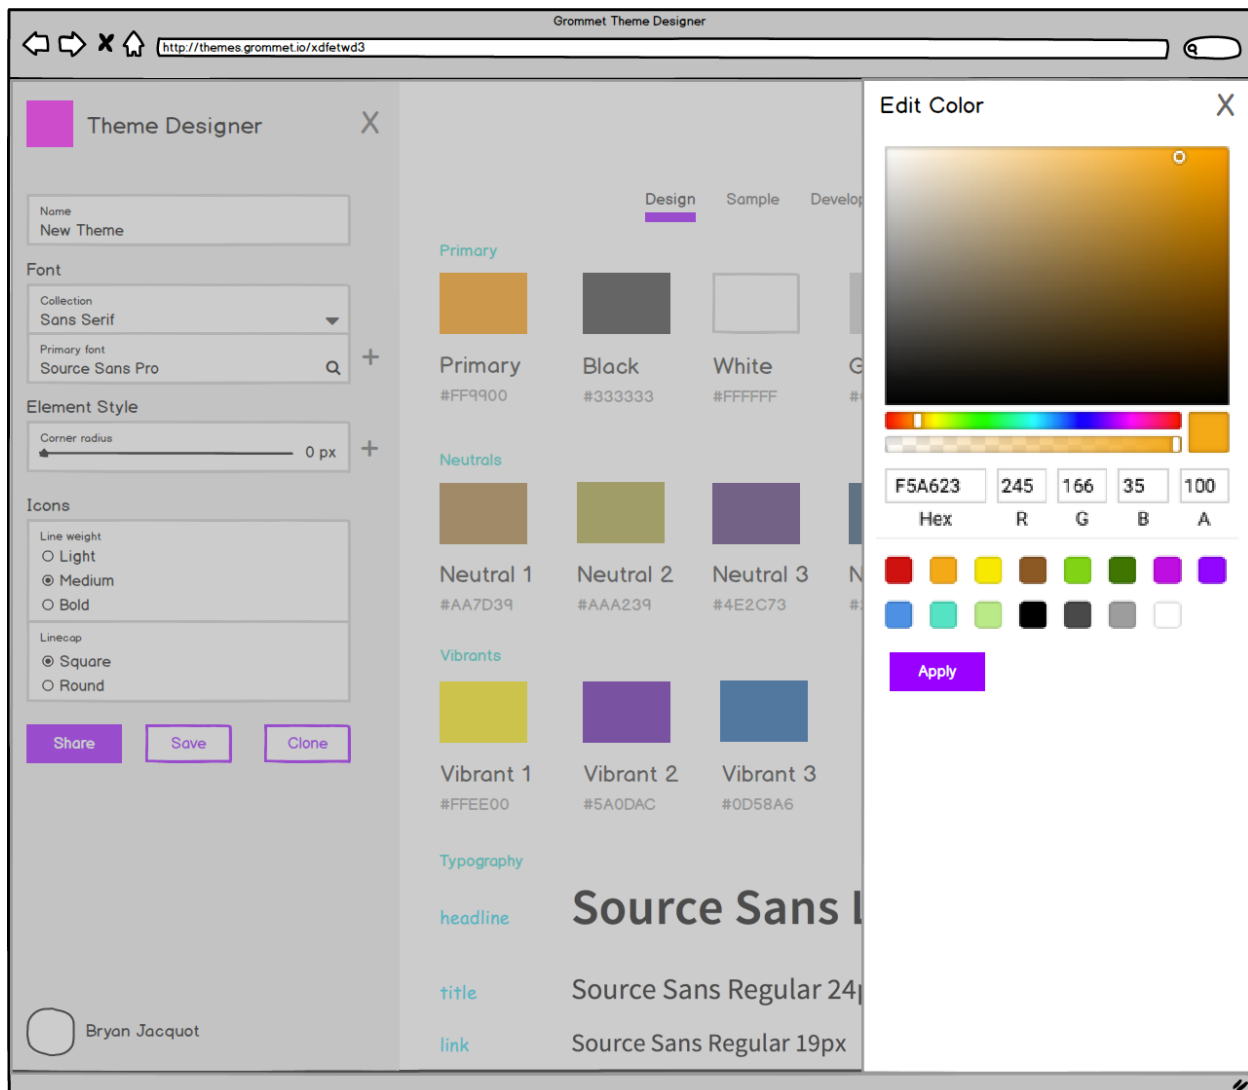 Grommet Theme Designer
http://themes.grommet.io/xdfetwd3
Theme Designer
X
Name
New Theme
Font
Collection
Sans Serif
Primary font
Source Sans Pro
+
Element Style
Corner radius
0 px
+
Icons
Line weight
Light
Medium
Bold
Linecap
Square
Round
Share
Save
Clone
Bryan Jacquot
Design
Sample
Develop
Primary
Primary
Black
White
G
#FF9900
#333333
#FFFFFF
Neutrals
Neutral 1
Neutral 2
Neutral 3
N
#AA7D39
#AAA239
#4E2C73
Vibrants
Vibrant 1
Vibrant 2
Vibrant 3
#FFEE00
#5A0DAC
#0D58A6
Typography
headline
Source Sans L
title
Source Sans Regular 24p
link
Source Sans Regular 19px
Edit Color
X
F5A623
245
166
35
100
Hex
R
G
B
A
Apply